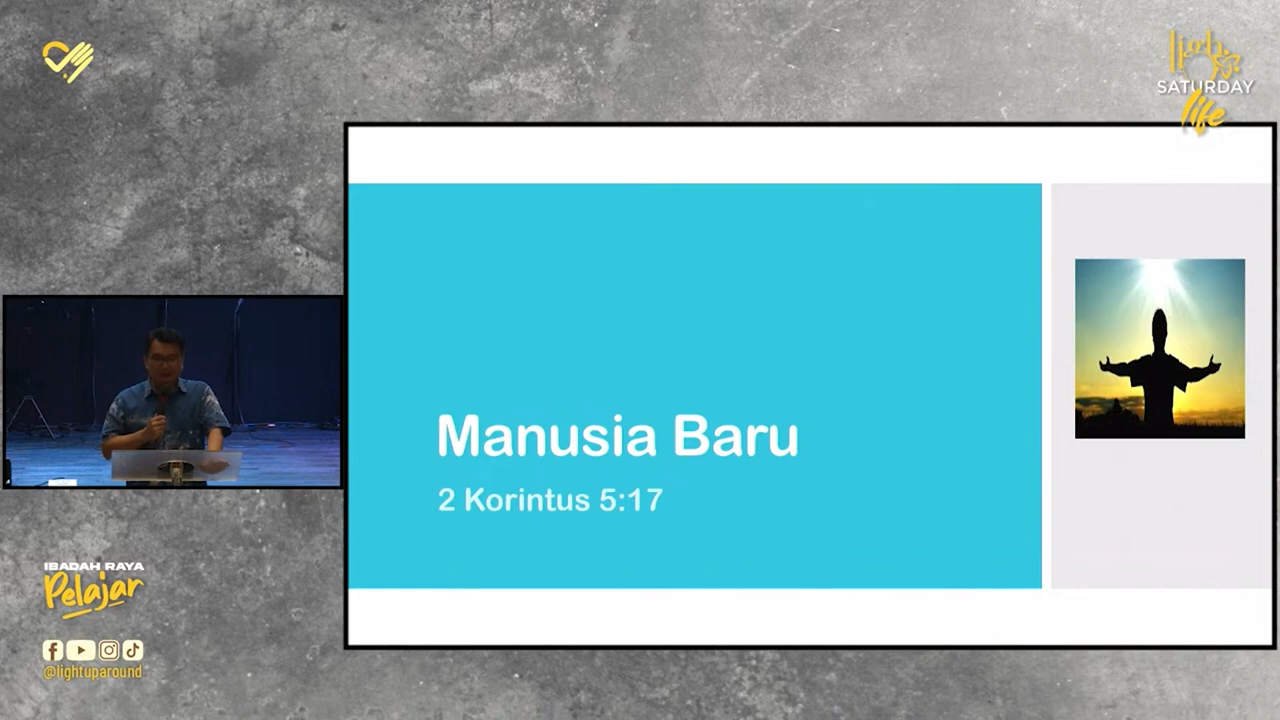 SATURDAY
life
Manusia Baru
2 Korintus 5:17
IBADAH RAYA
Pelajar
@lightuparound